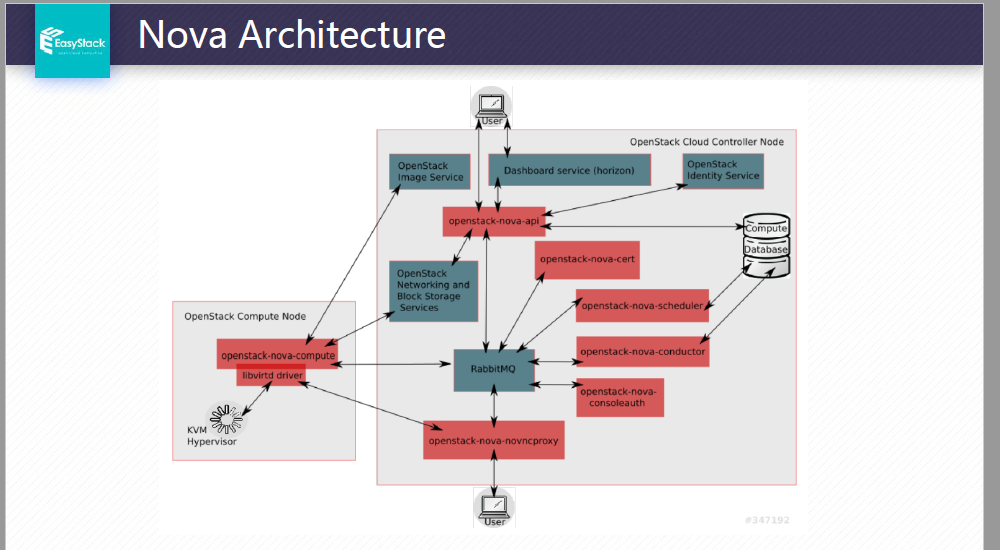 EasyStack
Nova Architecture
User
OpenStack Cloud Controller Node
OpenStack
Image Service
Dashboard service (horizon)
OpenStack
Identity Service
openstack-nova-api
Compute
Database
openstack-nova-cert
OpenStack
Networking and
Block Storage
Services
openstack-nova-scheduler
OpenStack Compute Node
openstack-nova-compute
libvirtd driver
RabbitMQ
openstack-nova-conductor
openstack-nova-
consoleauth
KVM
Hypervisor
openstack-nova-novncproxy
User
#347192